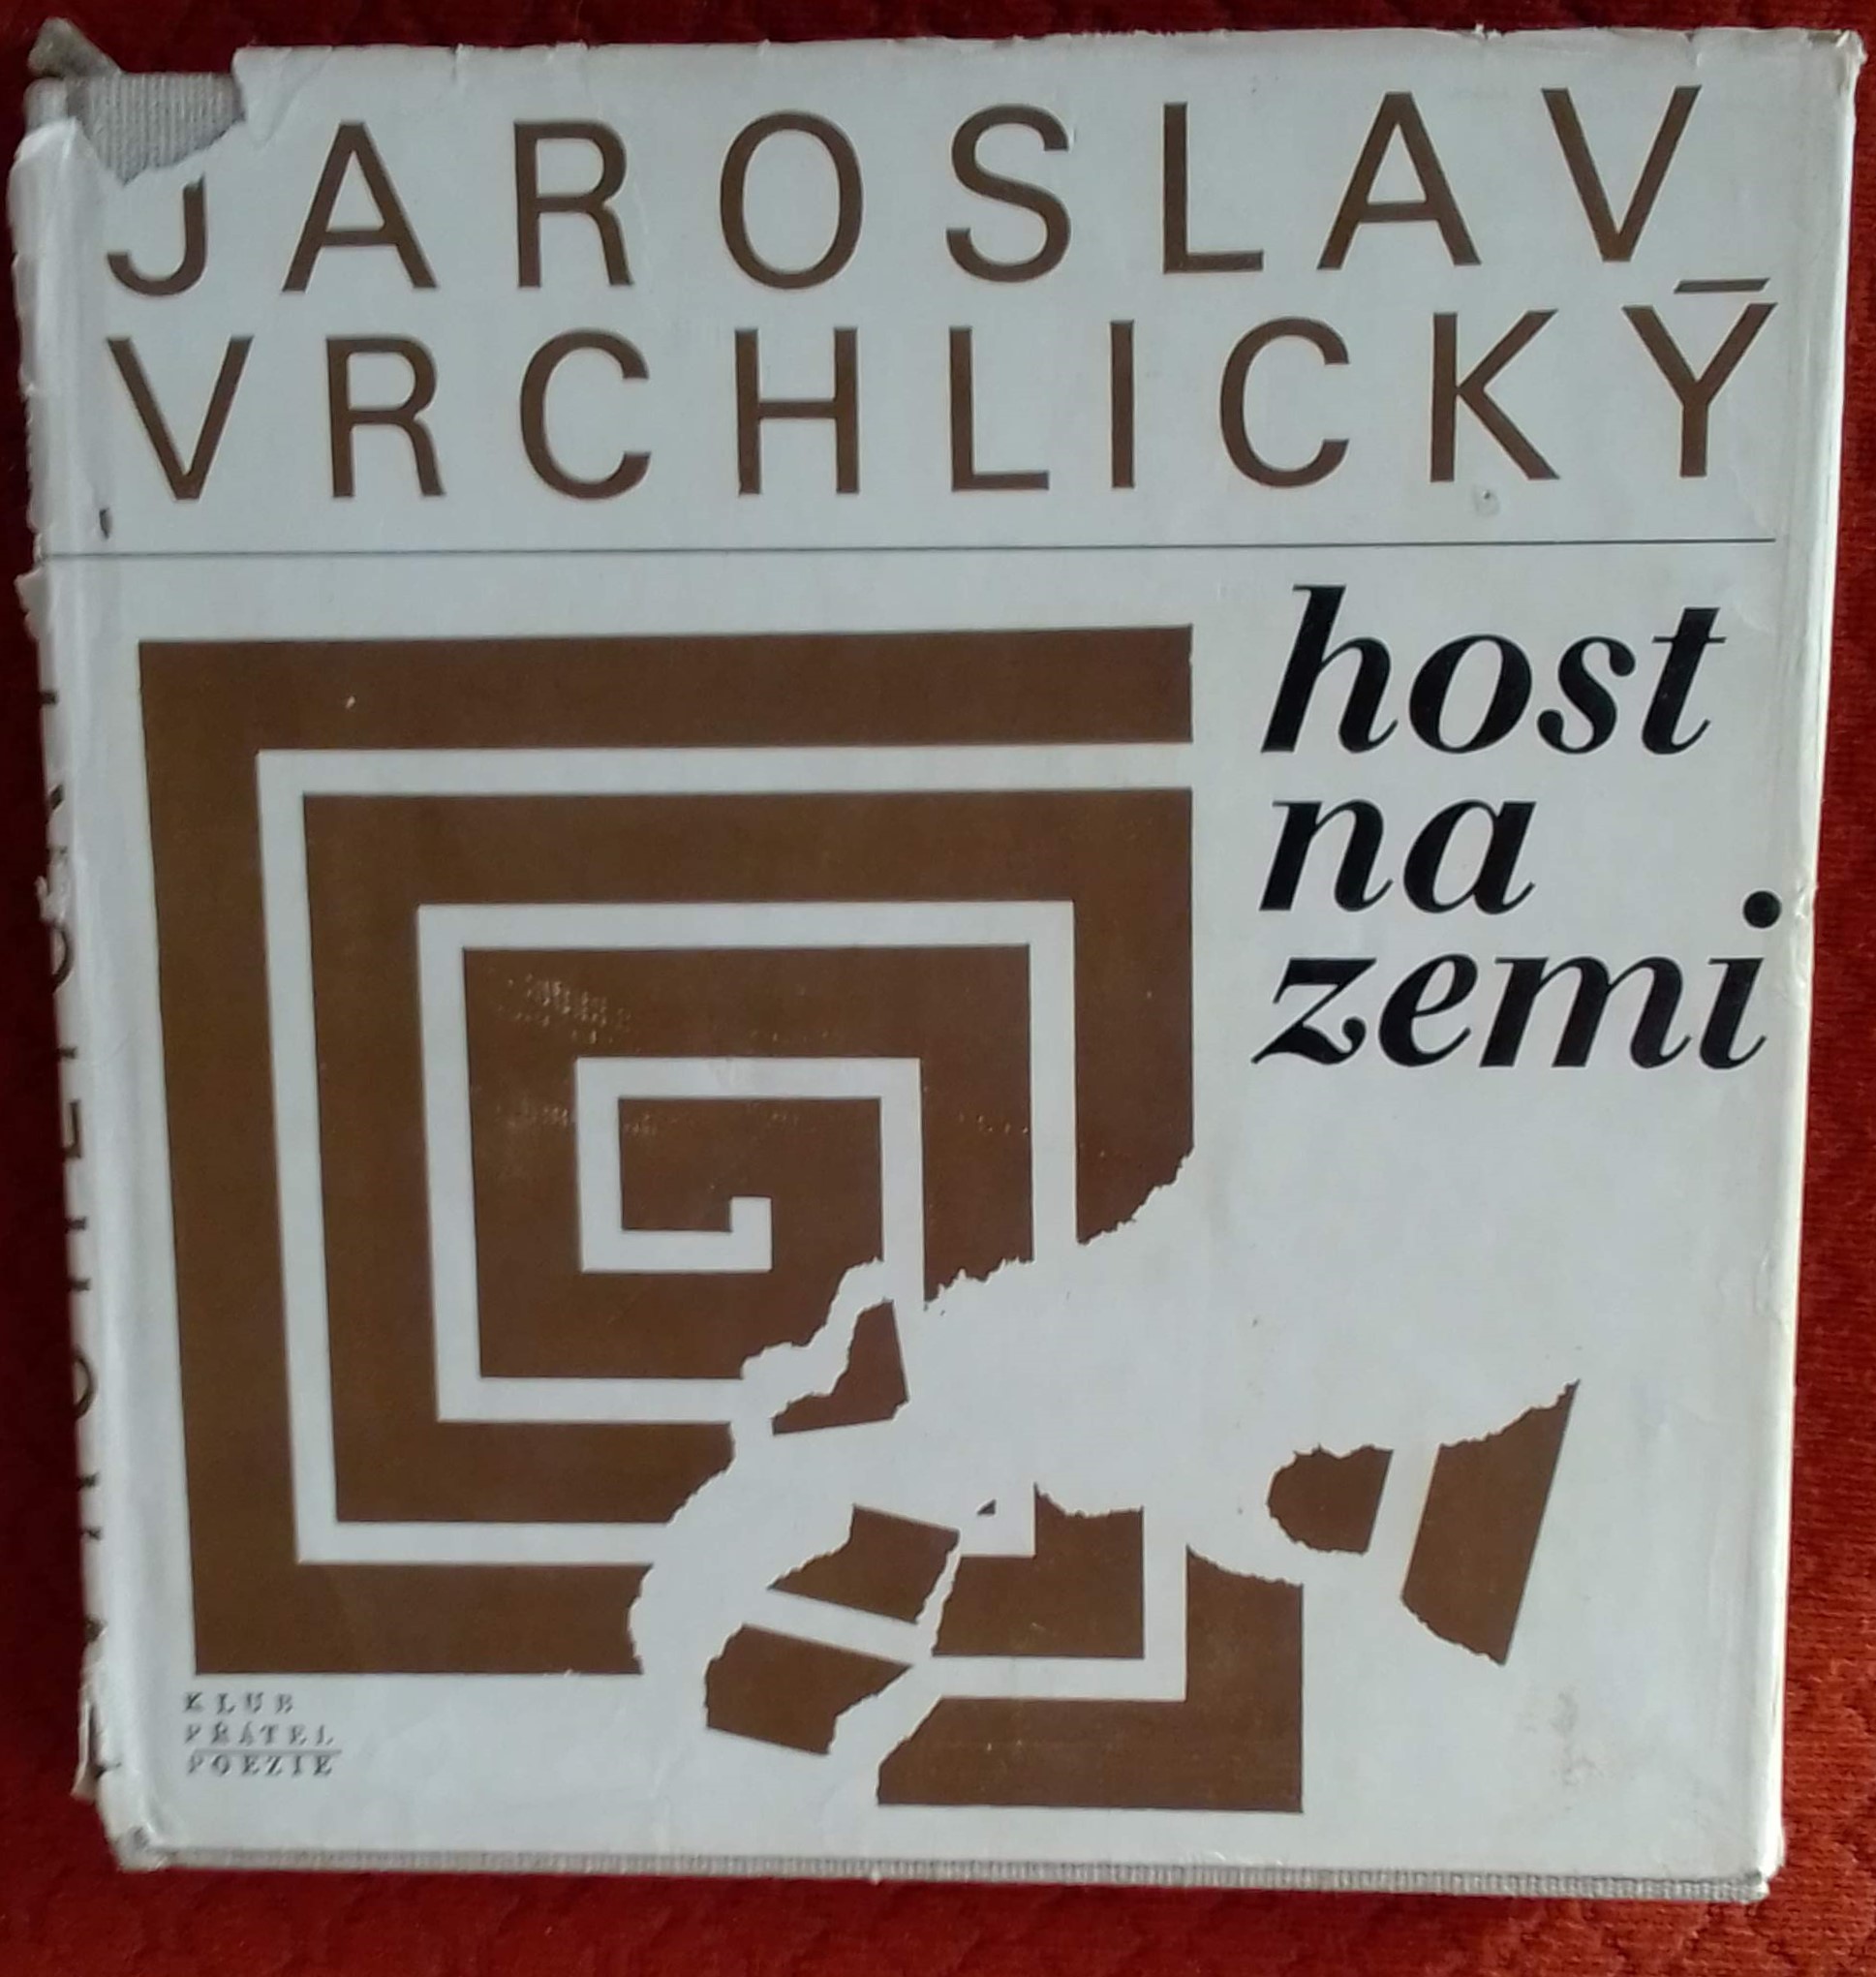 JAROSLAV
VRCHLICKÝ
host
na
zemi
KLUB
PŘÁTEL
POEZIE